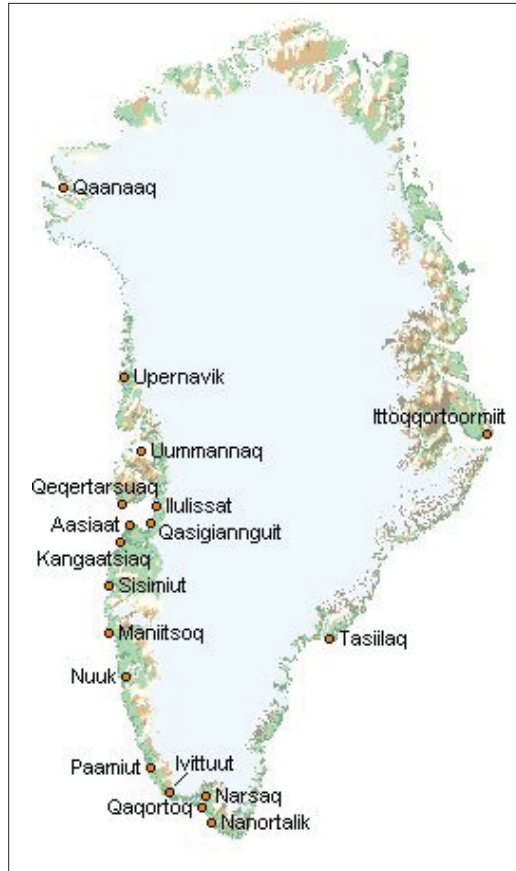 Qaanaaq
Upernavik
Ittoqqortoormiit
Uummannaq
Qeqertarsuaq
Ilulissat
Aasiaat
Qasigiannguit
Kangaatsiaq
Sisimiut
Maniitsoq
Tasiilaq
Nuuk
Paamiut
Ivittuut
Narsaq
Qaqortoq
Nanortalik